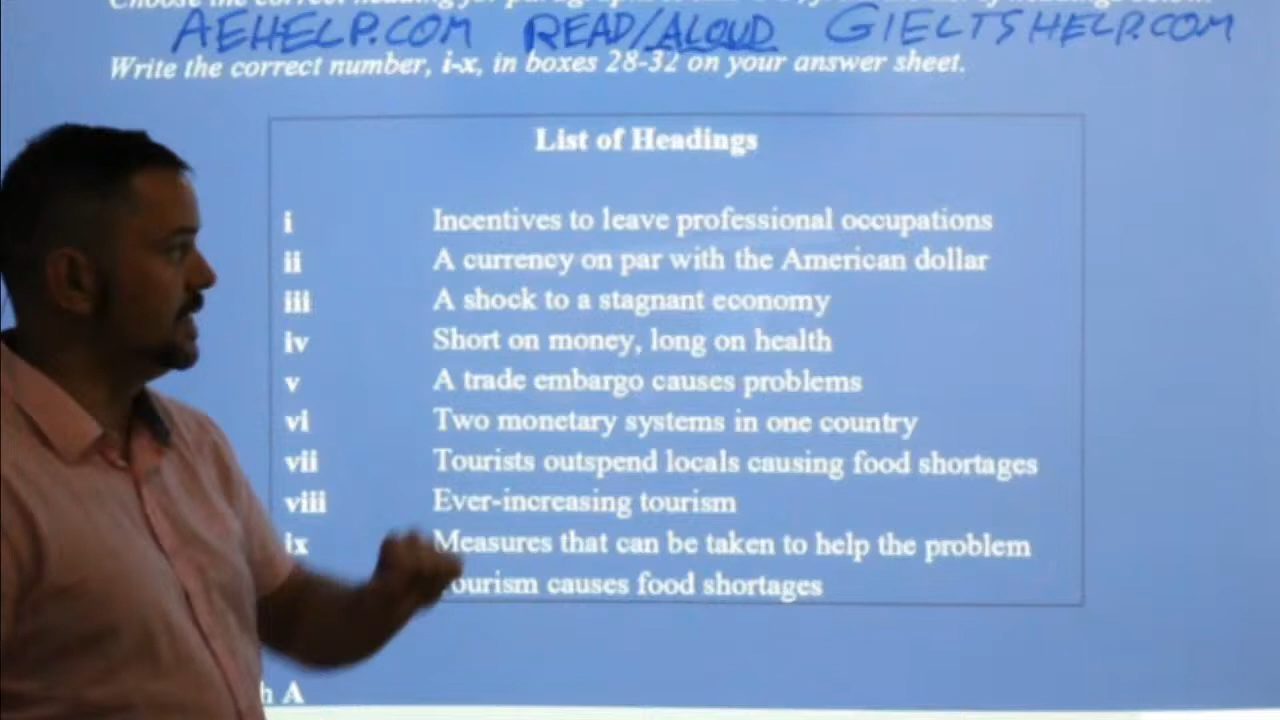 AEHELP.COM READ/ALOUD GIELTSHELP.COM
Write the correct number, i-x, in boxes 28-32 on your answer sheet.
List of Headings
i Incentives to leave professional occupations
ii A currency on par with the American dollar
iii A shock to a stagnant economy
iv Short on money, long on health
v A trade embargo causes problems
vi Two monetary systems in one country
vii Tourists outspend locals causing food shortages
viii Ever-increasing tourism
ix Measures that can be taken to help the problem
Tourism causes food shortages
A